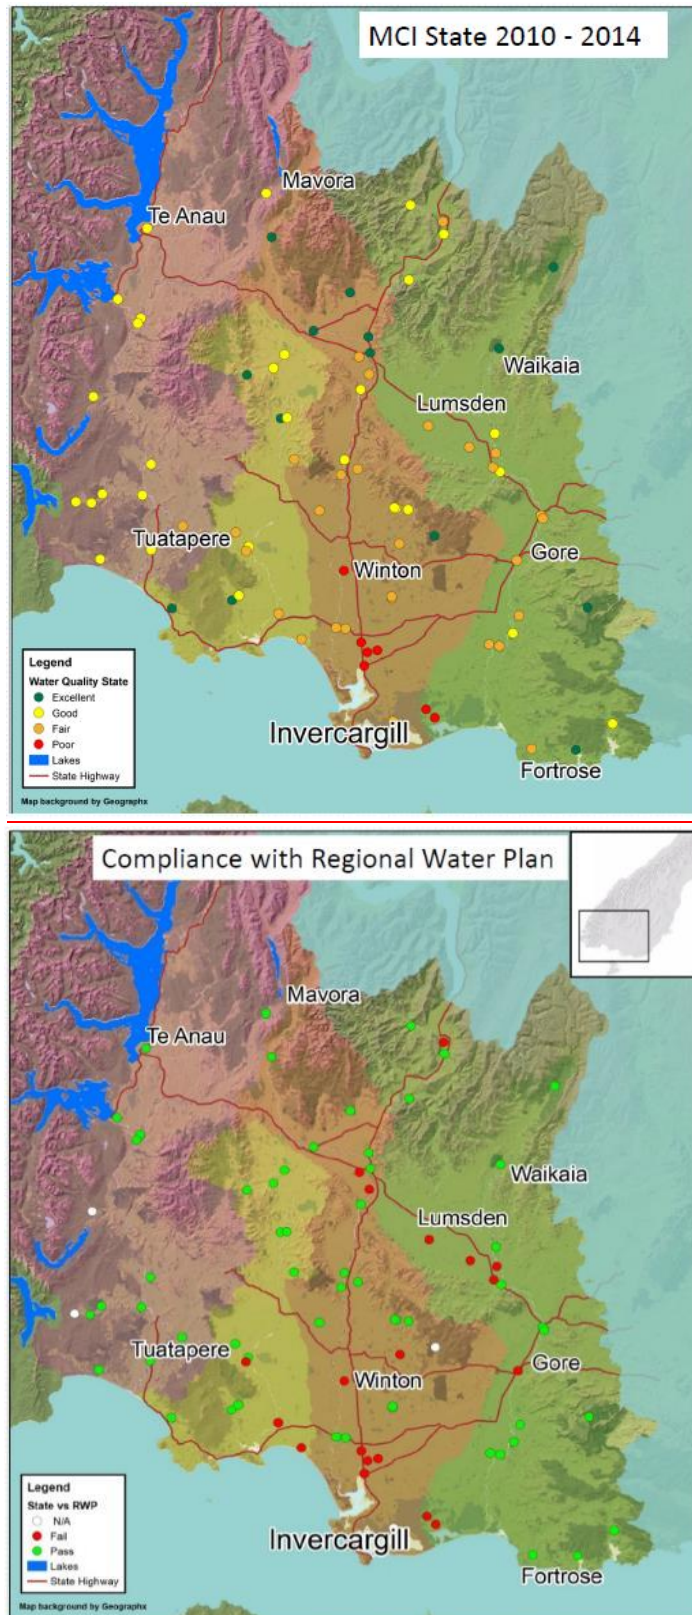 MCI State 2010 - 2014
Mavora
Te Anau
Waikaia
Lumsden
Tuatapere
Gore
Winton
Invercargill
Fortrose
Legend
Water Quality State
Excellent
Good
Fair
Poor
Lakes
State Highway
Map background by Geographx
Compliance with Regional Water Plan
Mavora
Te Anau
Waikaia
Lumsden
Tuatapere
Gore
Winton
Invercargill
Fortrose
Legend
State vs RWP
N/A
Fail
Pass
Lakes
State Highway
Map background by Geographx